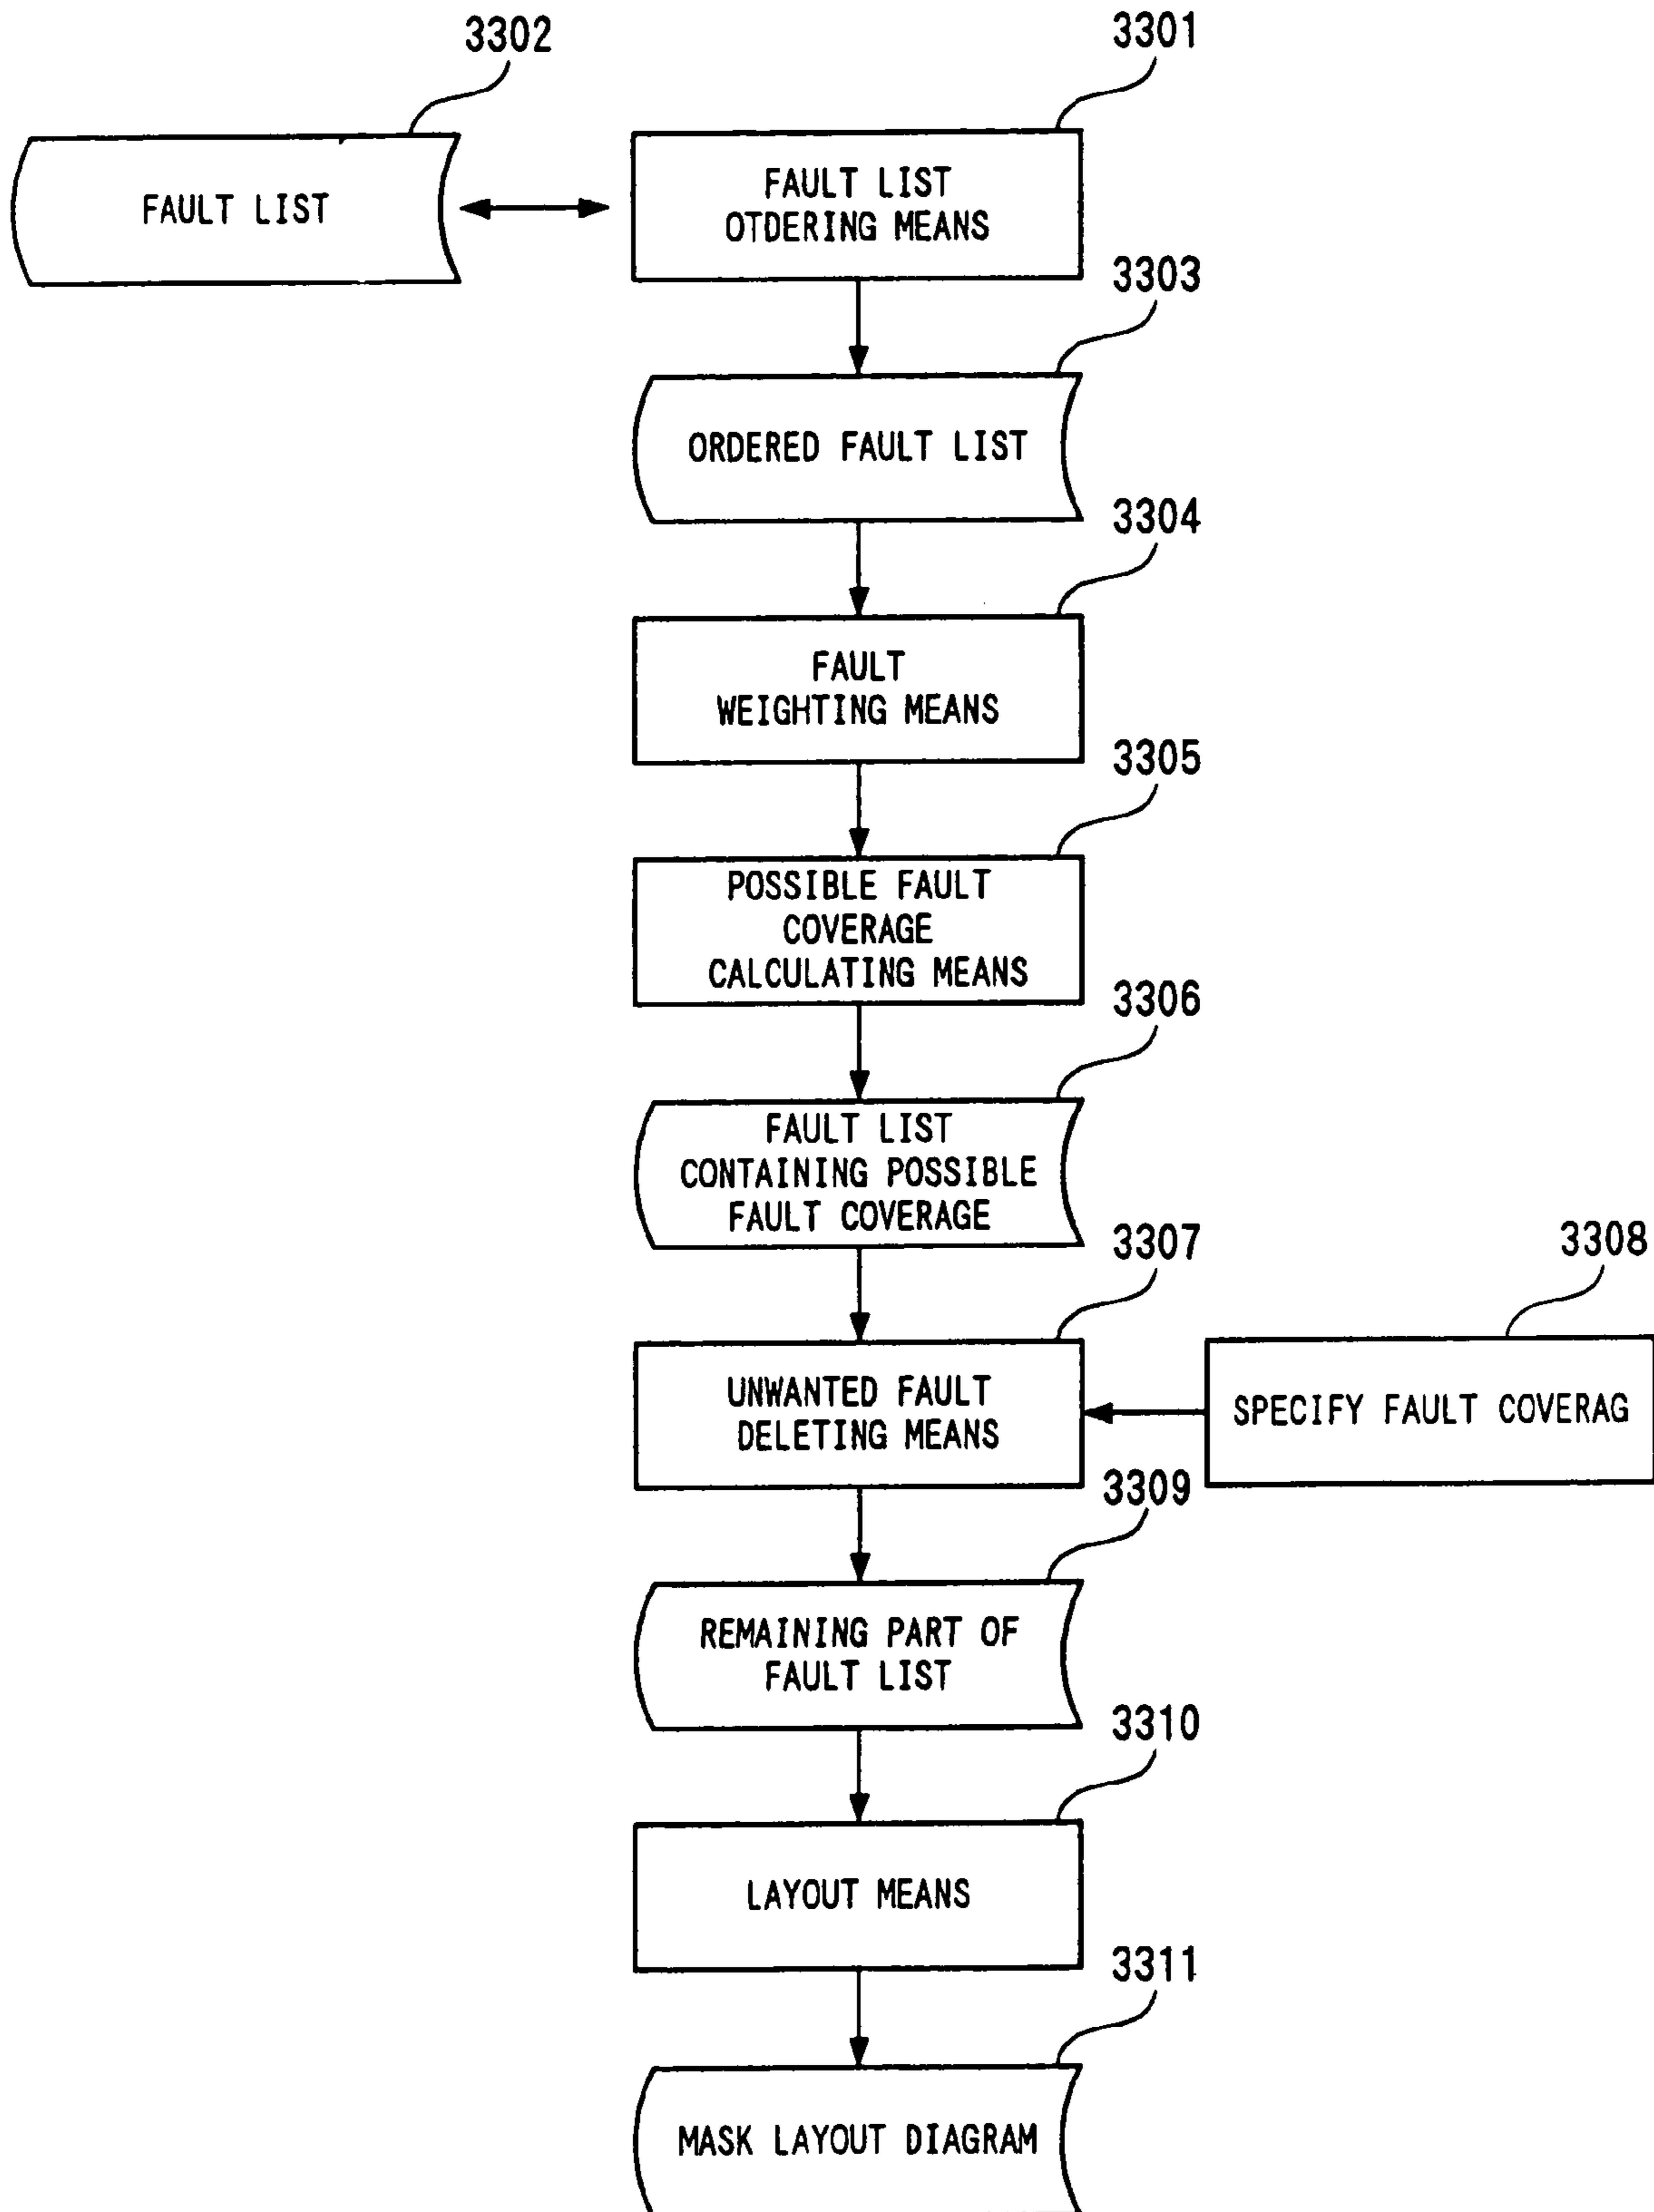 3302
3301
FAULT LIST
FAULT LIST
OTDERING MEANS
3303
ORDERED FAULT LIST
3304
FAULT
WEIGHTING MEANS
3305
POSSIBLE FAULT
COVERAGE
CALCULATING MEANS
3306
FAULT LIST
CONTAINING POSSIBLE
FAULT COVERAGE
3307
3308
UNWANTED FAULT
DELETING MEANS
SPECIFY FAULT COVERAG
3309
REMAINING PART OF
FAULT LIST
3310
LAYOUT MEANS
3311
MASK LAYOUT DIAGRAM